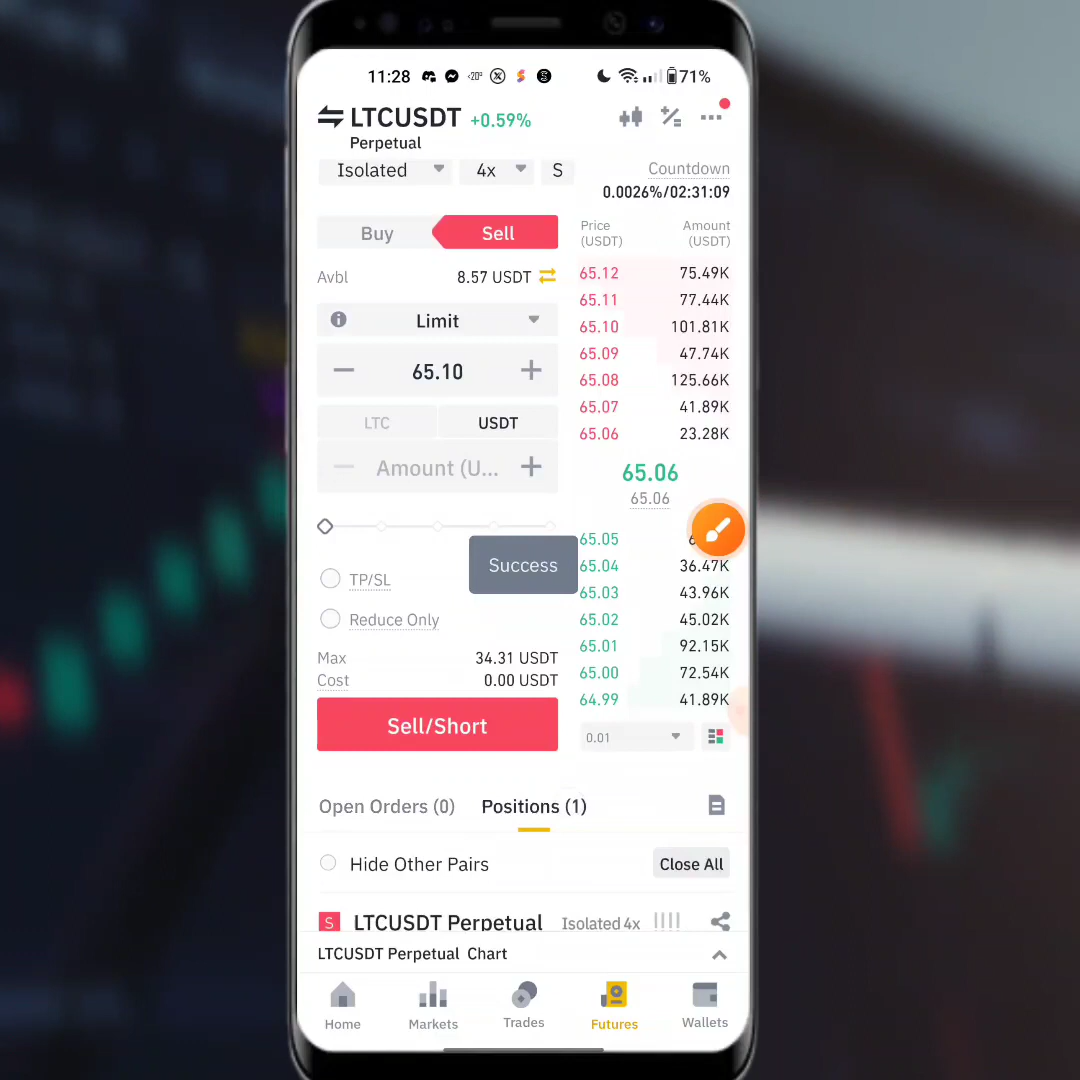 11:28
<20°
71%
LTCUSDT +0.59%
Perpetual
Isolated 4x S
Countdown
0.0026%/02:31:09
Buy Sell
Price (USDT) Amount (USDT)
Avbl 8.57 USDT
Limit
65.10
LTC USDT
Amount (U...
65.12 75.49K
65.11 77.44K
65.10 101.81K
65.09 47.74K
65.08 125.66K
65.07 41.89K
65.06 23.28K
65.06
65.06
65.05
65.04 36.47K
65.03 43.96K
65.02 45.02K
65.01 92.15K
65.00 72.54K
64.99 41.89K
0.01
Success
TP/SL
Reduce Only
Max 34.31 USDT
Cost 0.00 USDT
Sell/Short
Open Orders (0) Positions (1)
Hide Other Pairs Close All
S LTCUSDT Perpetual Isolated 4x
LTCUSDT Perpetual Chart
Home Markets Trades Futures Wallets